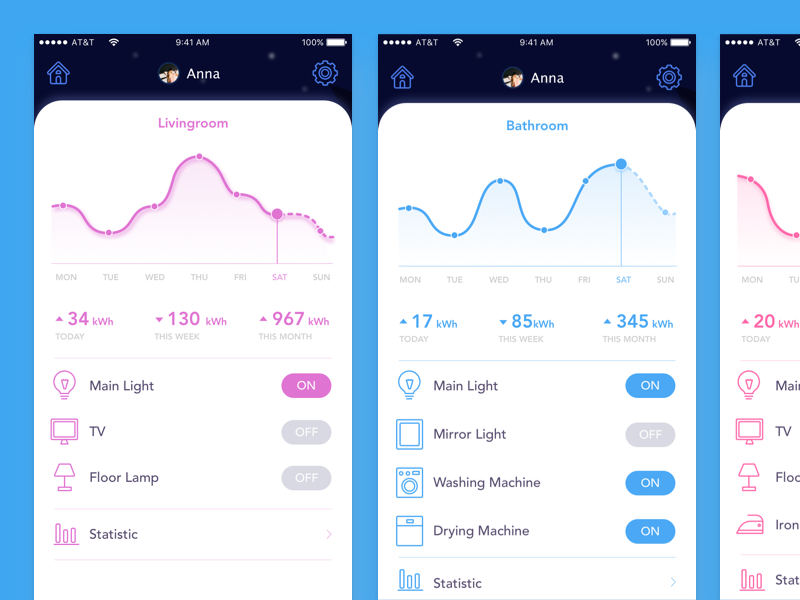 AT&T 9:41 AM 100%
Anna
Livingroom
MON TUE WED THU FRI SAT SUN
34 kWh 130 kWh 967 kWh
TODAY THIS WEEK THIS MONTH
Main Light ON
TV OFF
Floor Lamp OFF
Statistic
AT&T 9:41 AM 100%
Anna
Bathroom
MON TUE WED THU FRI SAT SUN
17 kWh 85kWh 345 kWh
TODAY THIS WEEK THIS MONTH
Main Light ON
Mirror Light OFF
Washing Machine ON
Drying Machine ON
Statistic
AT&T
MON
20 kWh
TODAY
TV
Iron